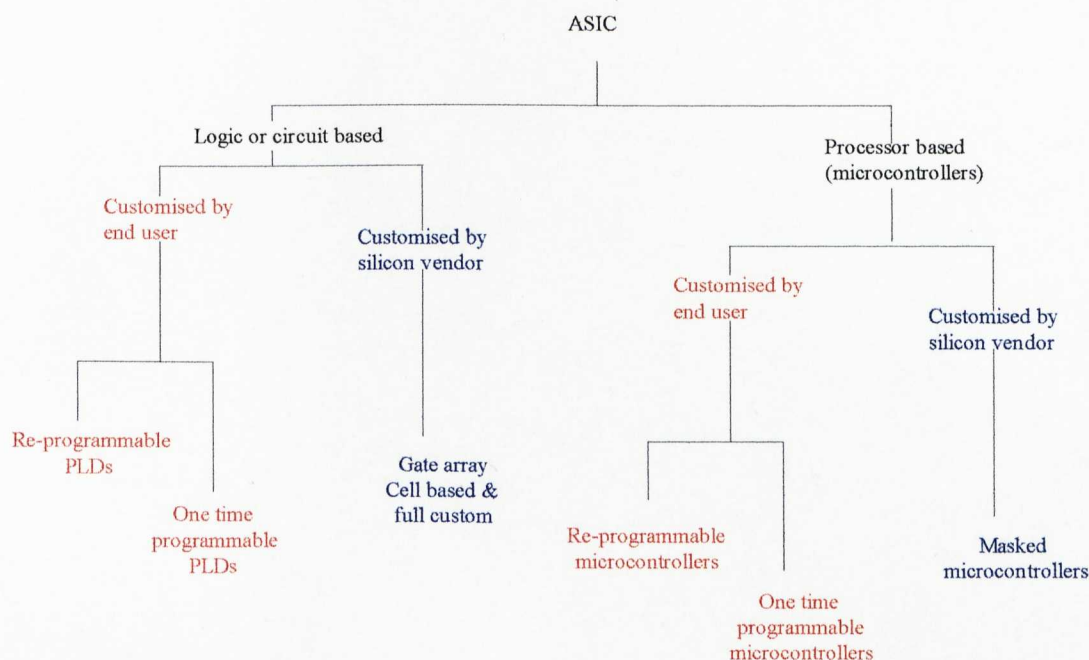 ASIC
Logic or circuit based
Processor based
(microcontrollers)
Customised by
end user
Customised by
silicon vendor
Customised by
end user
Customised by
silicon vendor
Re-programmable
PLDs
One time
programmable
PLDs
Gate array
Cell based &
full custom
Re-programmable
microcontrollers
One time
programmable
microcontrollers
Masked
microcontrollers